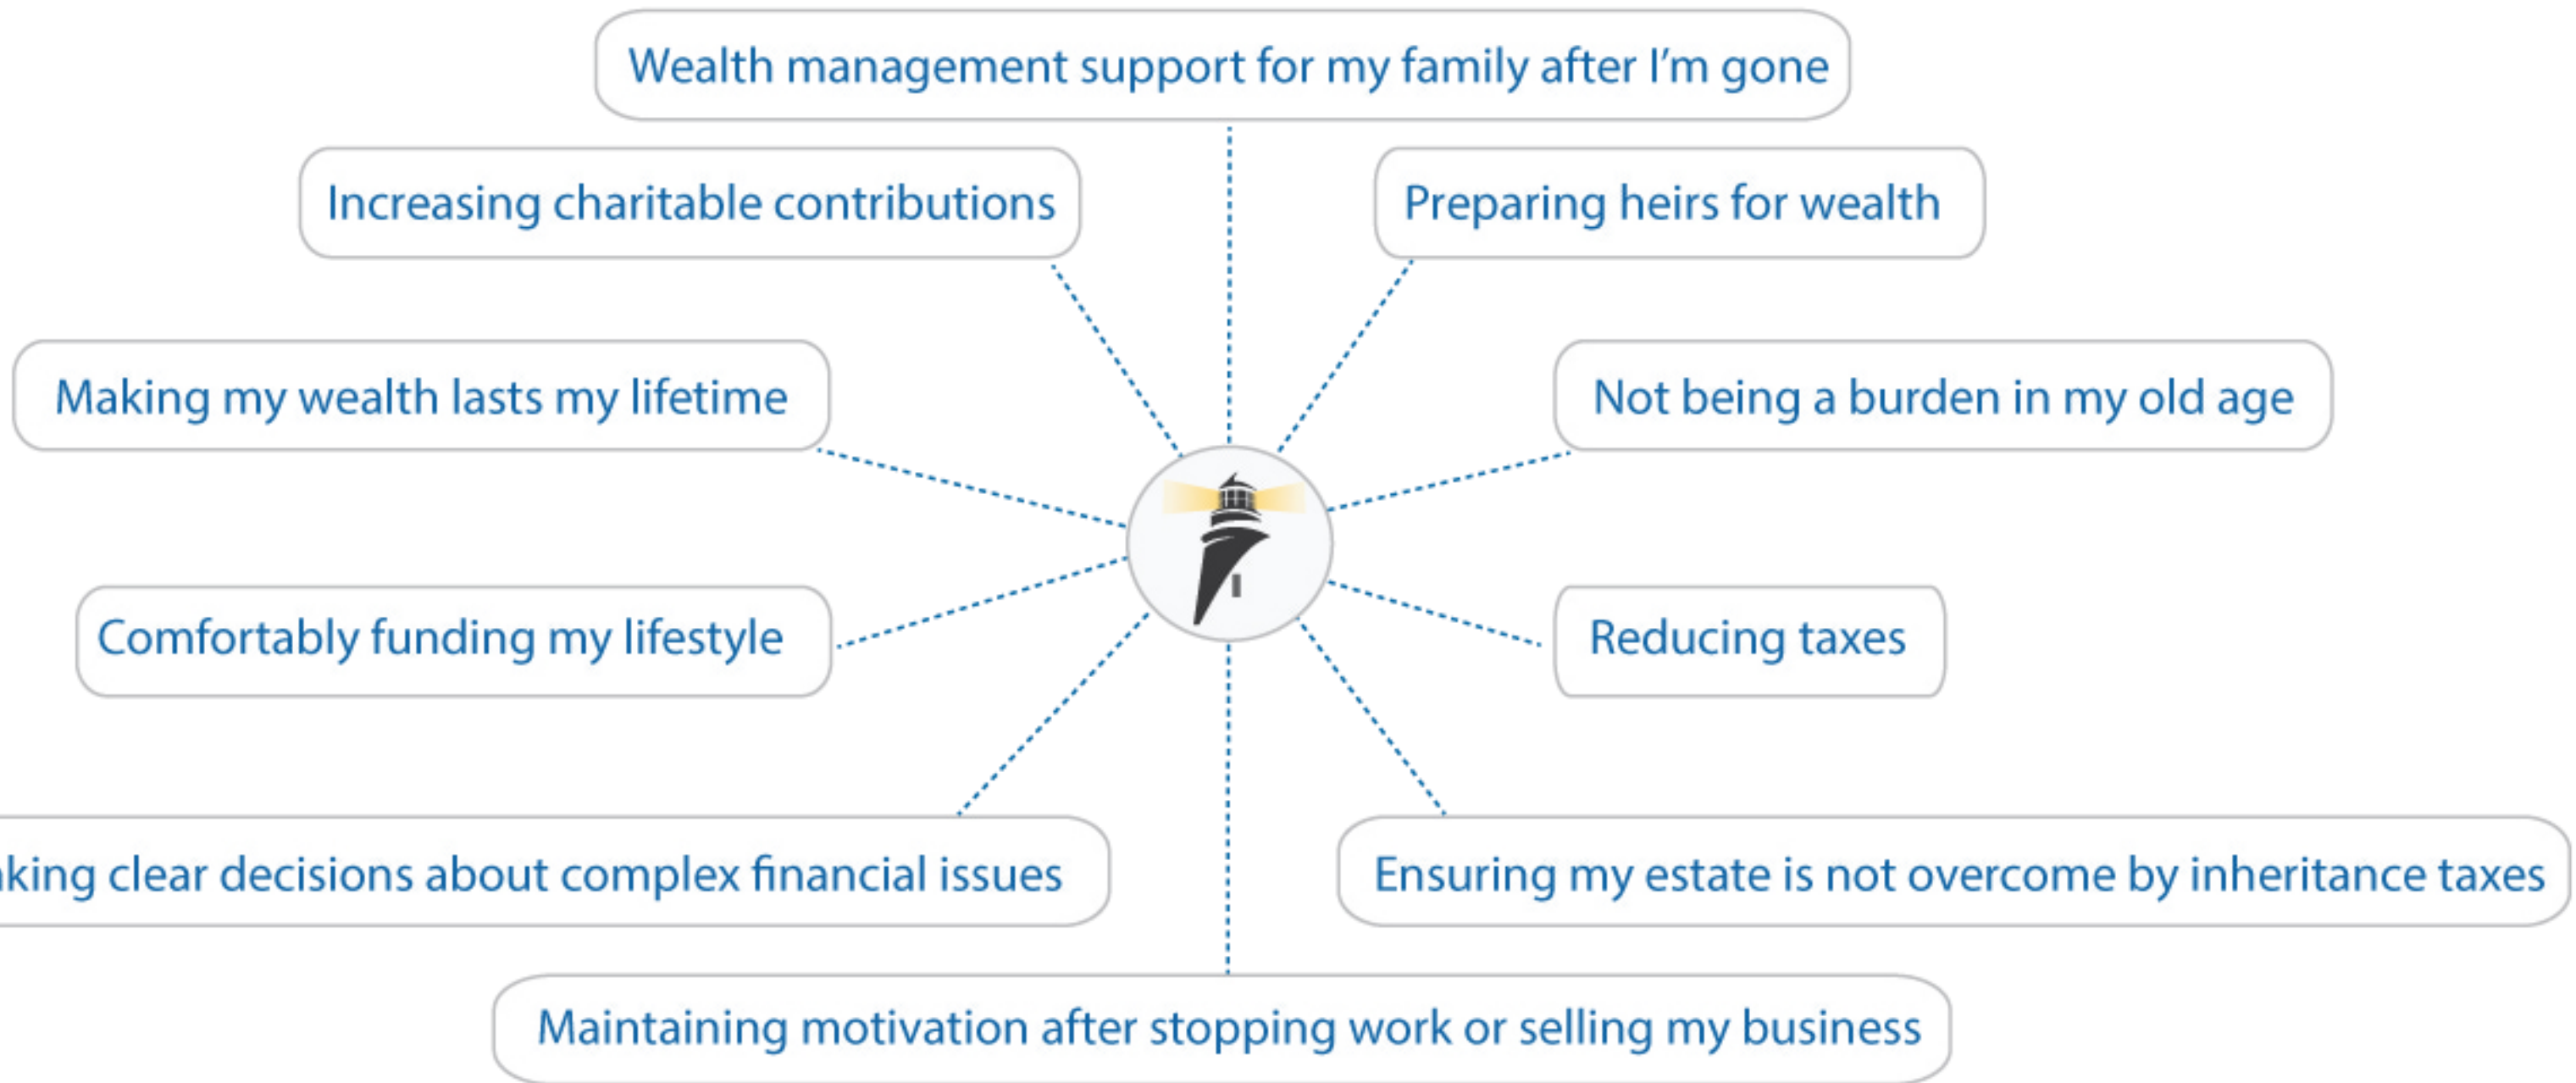 Wealth management support for my family after I'm gone
Increasing charitable contributions
Preparing heirs for wealth
Making my wealth lasts my lifetime
Not being a burden in my old age
Comfortably funding my lifestyle
Reducing taxes
clear decisions about complex financial issues
Ensuring my estate is not overcome by inheritance taxes
Maintaining motivation after stopping work or selling my business